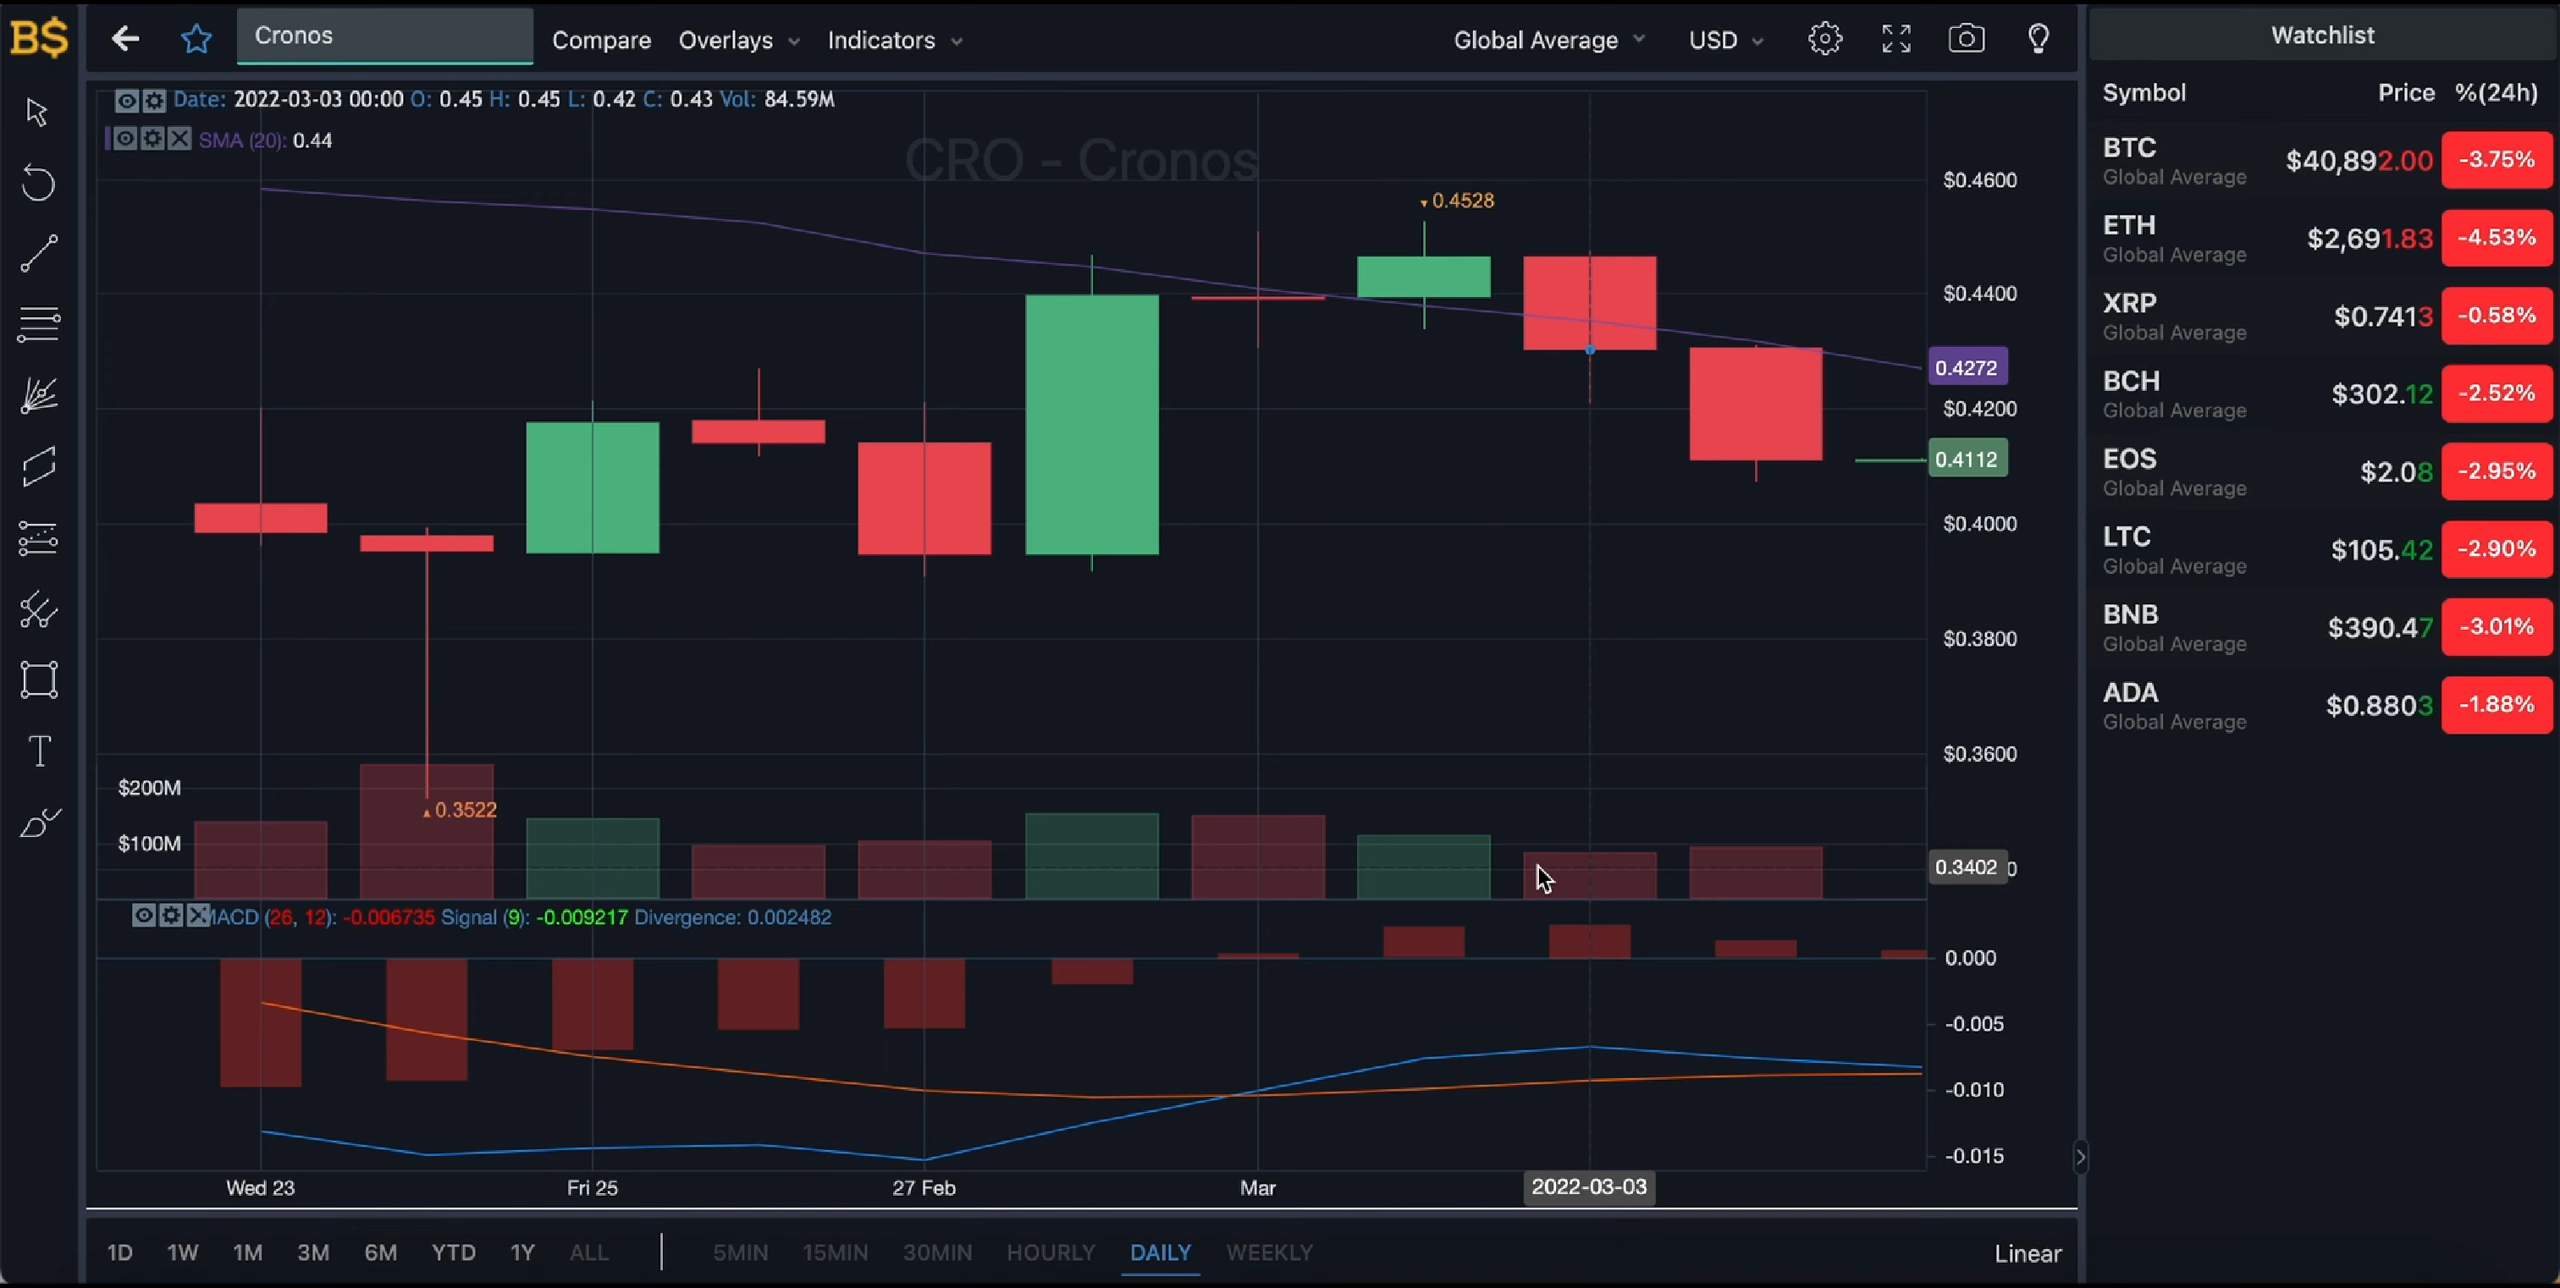 B$
Cronos
Compare
Overlays
Indicators
Global Average
USD
Watchlist
Date: 2022-03-03 00:00 O: 0.45 H: 0.45 L: 0.42 C: 0.43 Vol: 84.59M
SMA (20): 0.44
CRO - Cronos
0.4528
0.3522
$0.4600
$0.4400
0.4272
$0.4200
0.4112
$0.4000
$0.3800
$0.3600
0.3402
0
$200M
$100M
MACD (26, 12): -0.006735 Signal (9): -0.009217 Divergence: 0.002482
0.000
-0.005
-0.010
-0.015
Wed 23
Fri 25
27 Feb
Mar
2022-03-03
T
1D
1W
1M
3M
6M
YTD
1Y
ALL
5MIN
15MIN
30MIN
HOURLY
DAILY
WEEKLY
Linear
Symbol Price %(24h)
BTC $40,892.00 -3.75%
Global Average
ETH $2,691.83 -4.53%
Global Average
XRP $0.7413 -0.58%
Global Average
BCH $302.12 -2.52%
Global Average
EOS $2.08 -2.95%
Global Average
LTC $105.42 -2.90%
Global Average
BNB $390.47 -3.01%
Global Average
ADA $0.8803 -1.88%
Global Average